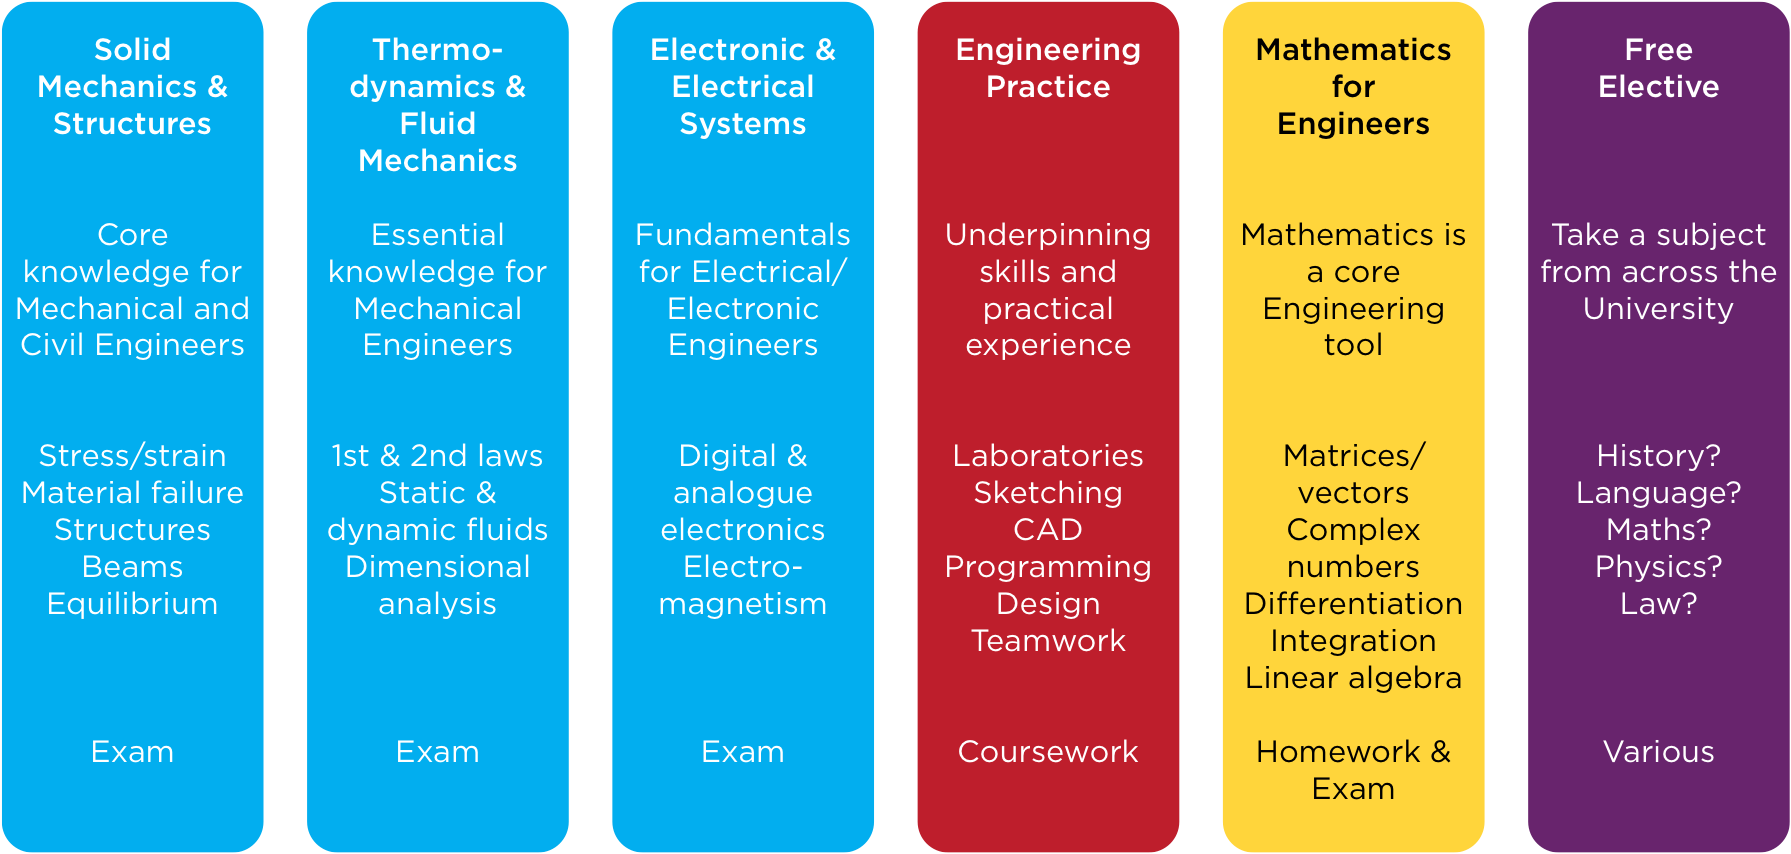 Solid
Mechanics &
Structures
Core
knowledge for
Mechanical and
Civil Engineers
Stress/strain
Material failure
Structures
Beams
Equilibrium
Exam
Thermo-
dynamics &
Fluid
Mechanics
Essential
knowledge for
Mechanical
Engineers
1st & 2nd laws
Static &
dynamic fluids
Dimensional
analysis
Exam
Electronic &
Electrical
Systems
Fundamentals
for Electrical/
Electronic
Engineers
Digital &
analogue
electronics
Electro-
magnetism
Exam
Engineering
Practice
Underpinning
skills and
practical
experience
Laboratories
Sketching
CAD
Programming
Design
Teamwork
Coursework
Mathematics
for
Engineers
Mathematics is
a core
Engineering
tool
Matrices/
vectors
Complex
numbers
Differentiation
Integration
Linear algebra
Homework &
Exam
Free
Elective
Take a subject
from across the
University
History?
Language?
Maths?
Physics?
Law?
Various